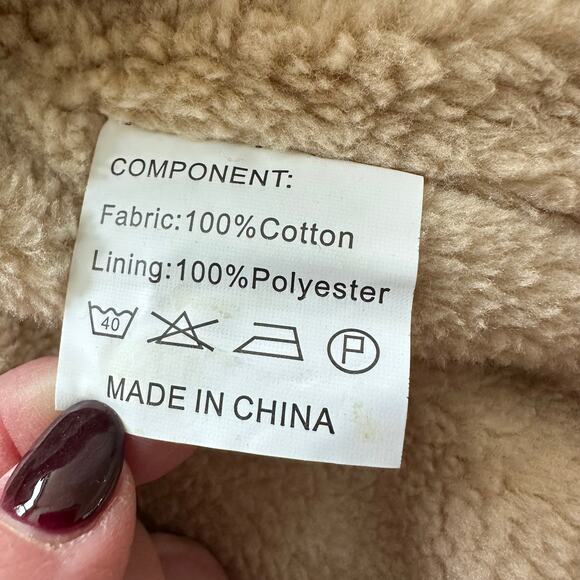 COMPONENT:
Fabric:100%Cotton
Lining:100%Polyester
40 P
MADE IN CHINA